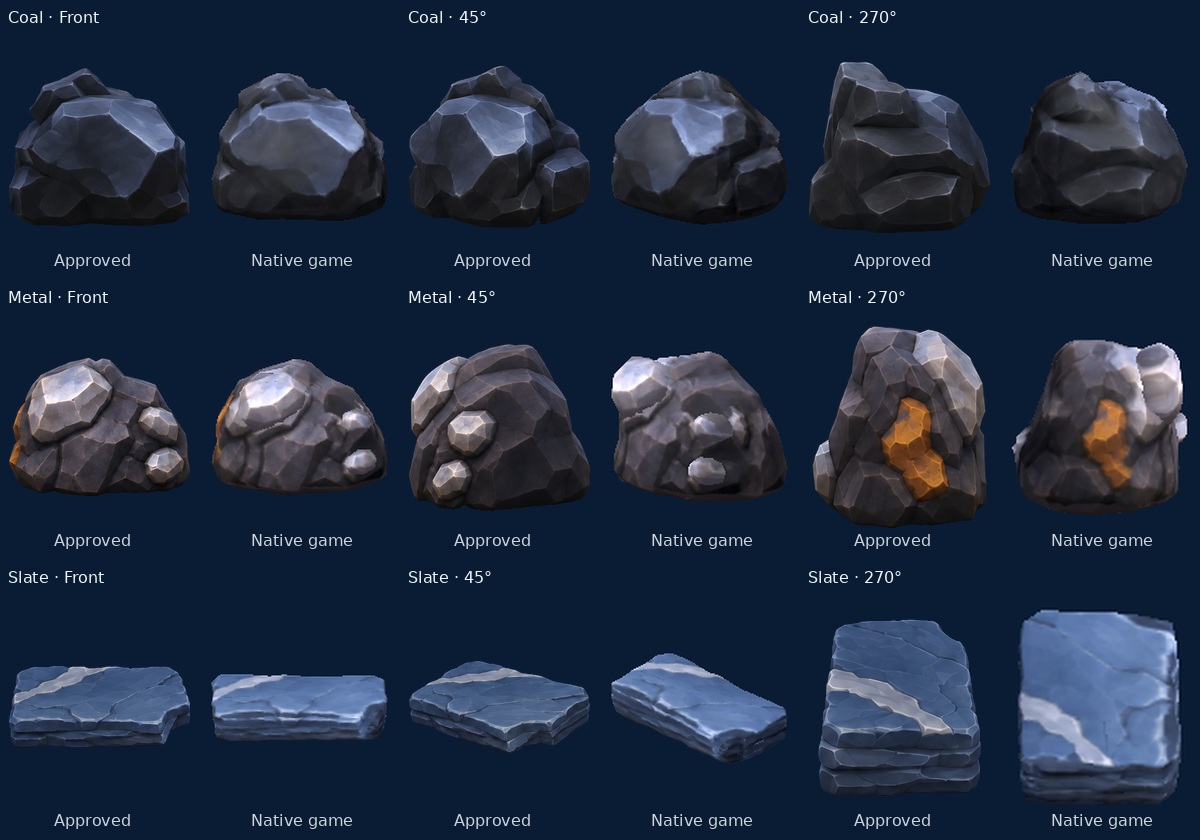 Coal · Front
Coal · 45°
Coal · 270°
Approved
Native game
Approved
Native game
Approved
Native game
Metal · Front
Metal · 45°
Metal · 270°
Approved
Native game
Approved
Native game
Approved
Native game
Slate · Front
Slate · 45°
Slate · 270°
Approved
Native game
Approved
Native game
Approved
Native game